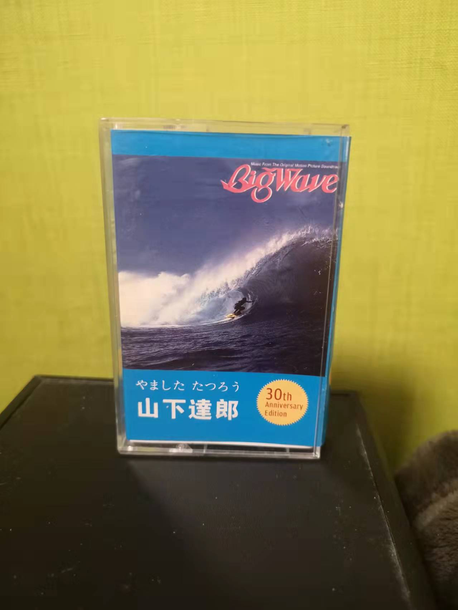 Music From The Original Motion Picture Soundtrack
Big Wave
やました たつろう
山下達郎
30th
Anniversary
Edition